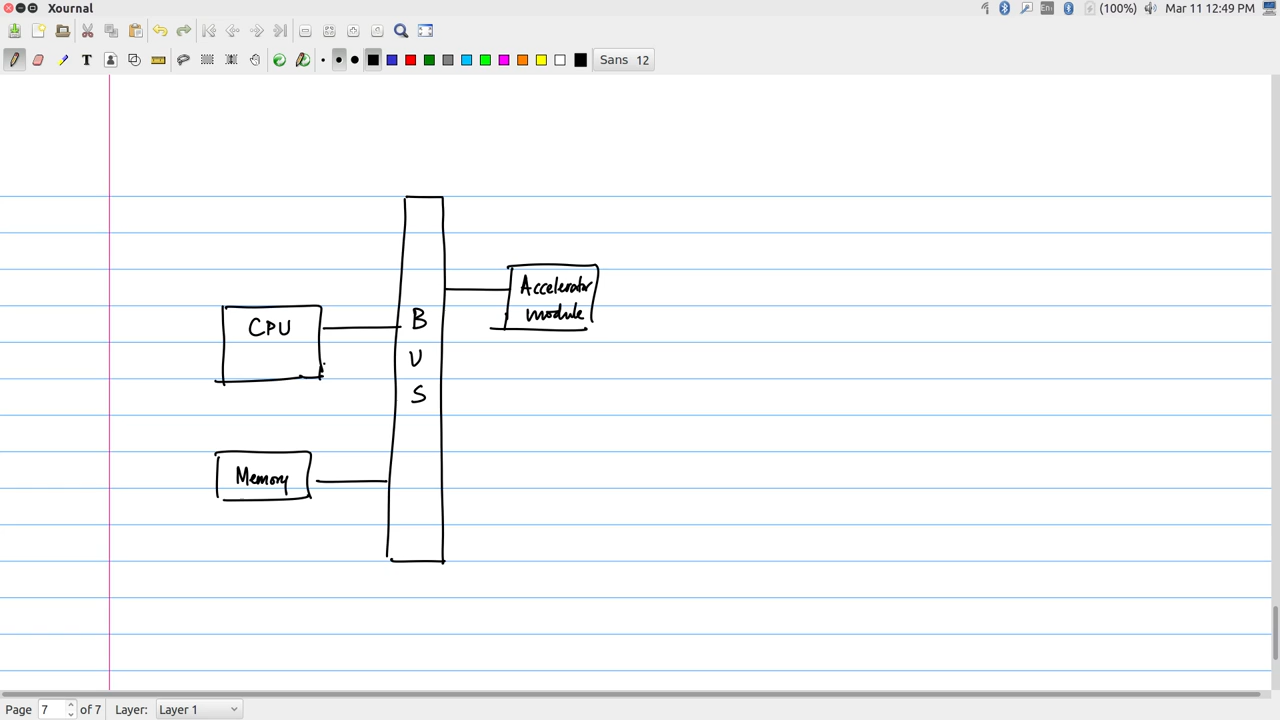 Xournal
En
(100%)
Mar 11 12:49 PM
T
Sans 12
Accelerator
module
CPU
B
U
S
Memory
Page 7 of 7 Layer: Layer 1